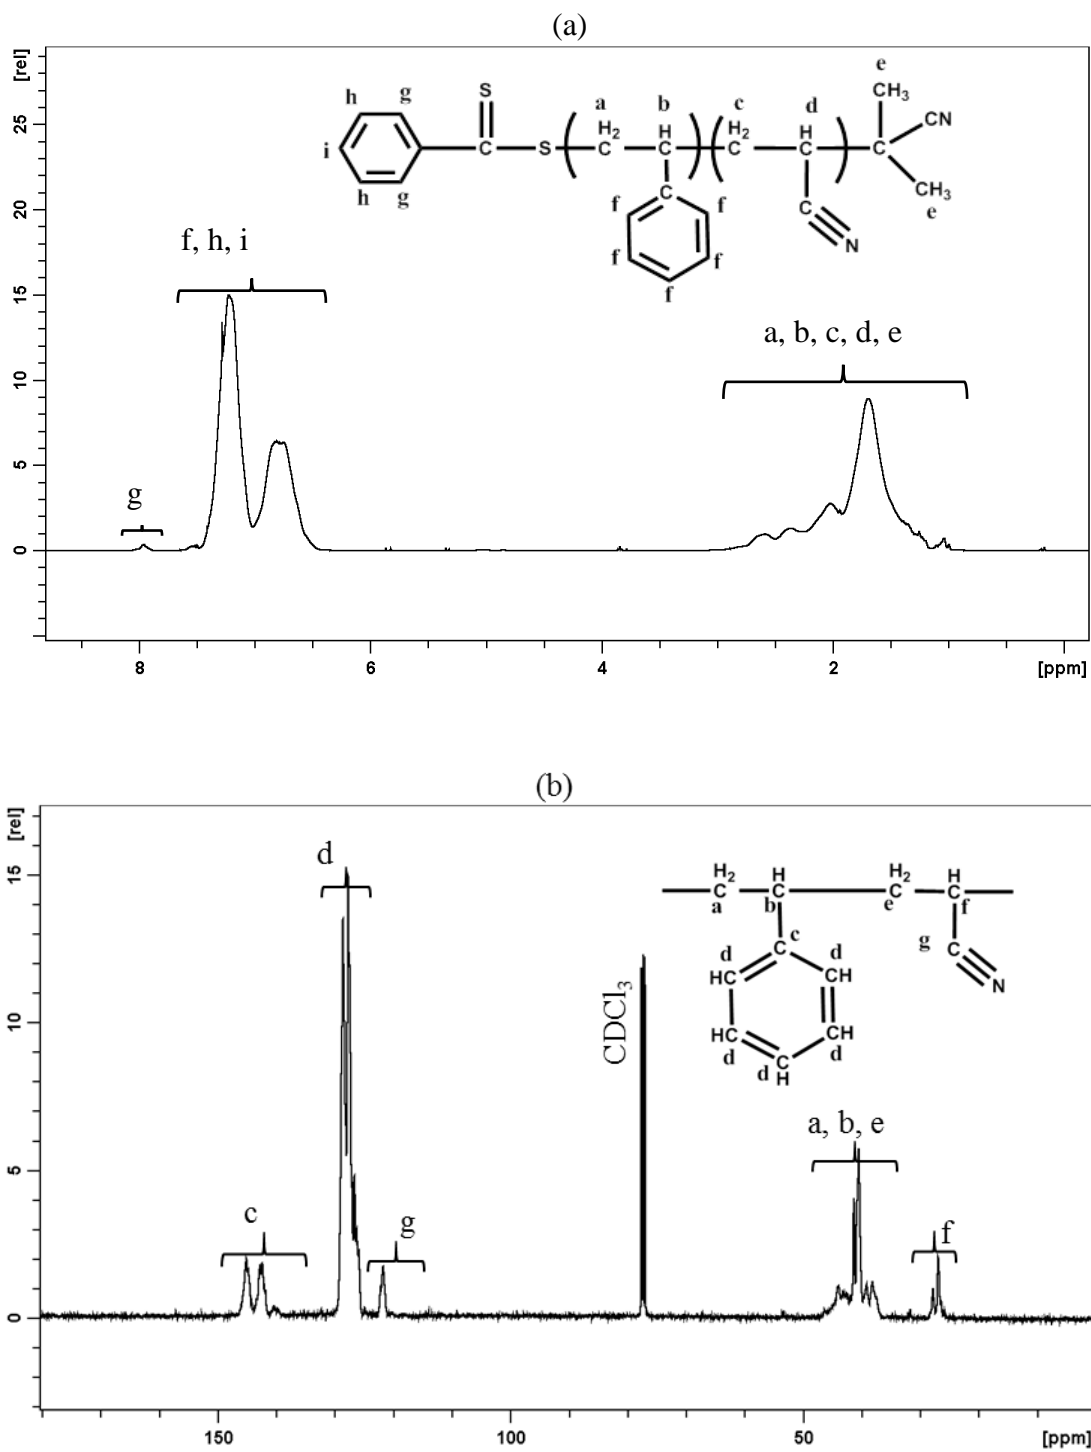 (a)
[rel]
25
20
15
10
5
0
8
6
4
2
[ppm]
f, h, i
g
a, b, c, d, e
h
g
i
h
g
S
C
S
a
H2
C
b
H
C
C
f
f
f
f
f
c
H2
C
d
H
C
C
N
C
e
CH3
CN
CH3
e
(b)
[rel]
15
10
5
0
150
100
50
[ppm]
c
d
g
CDCl3
a, b, e
f
H2
C
a
H
C
b
H2
C
e
H
C
f
c
C
g
C
N
d
HC
d
CH
HC
d
CH
d
d
C
H